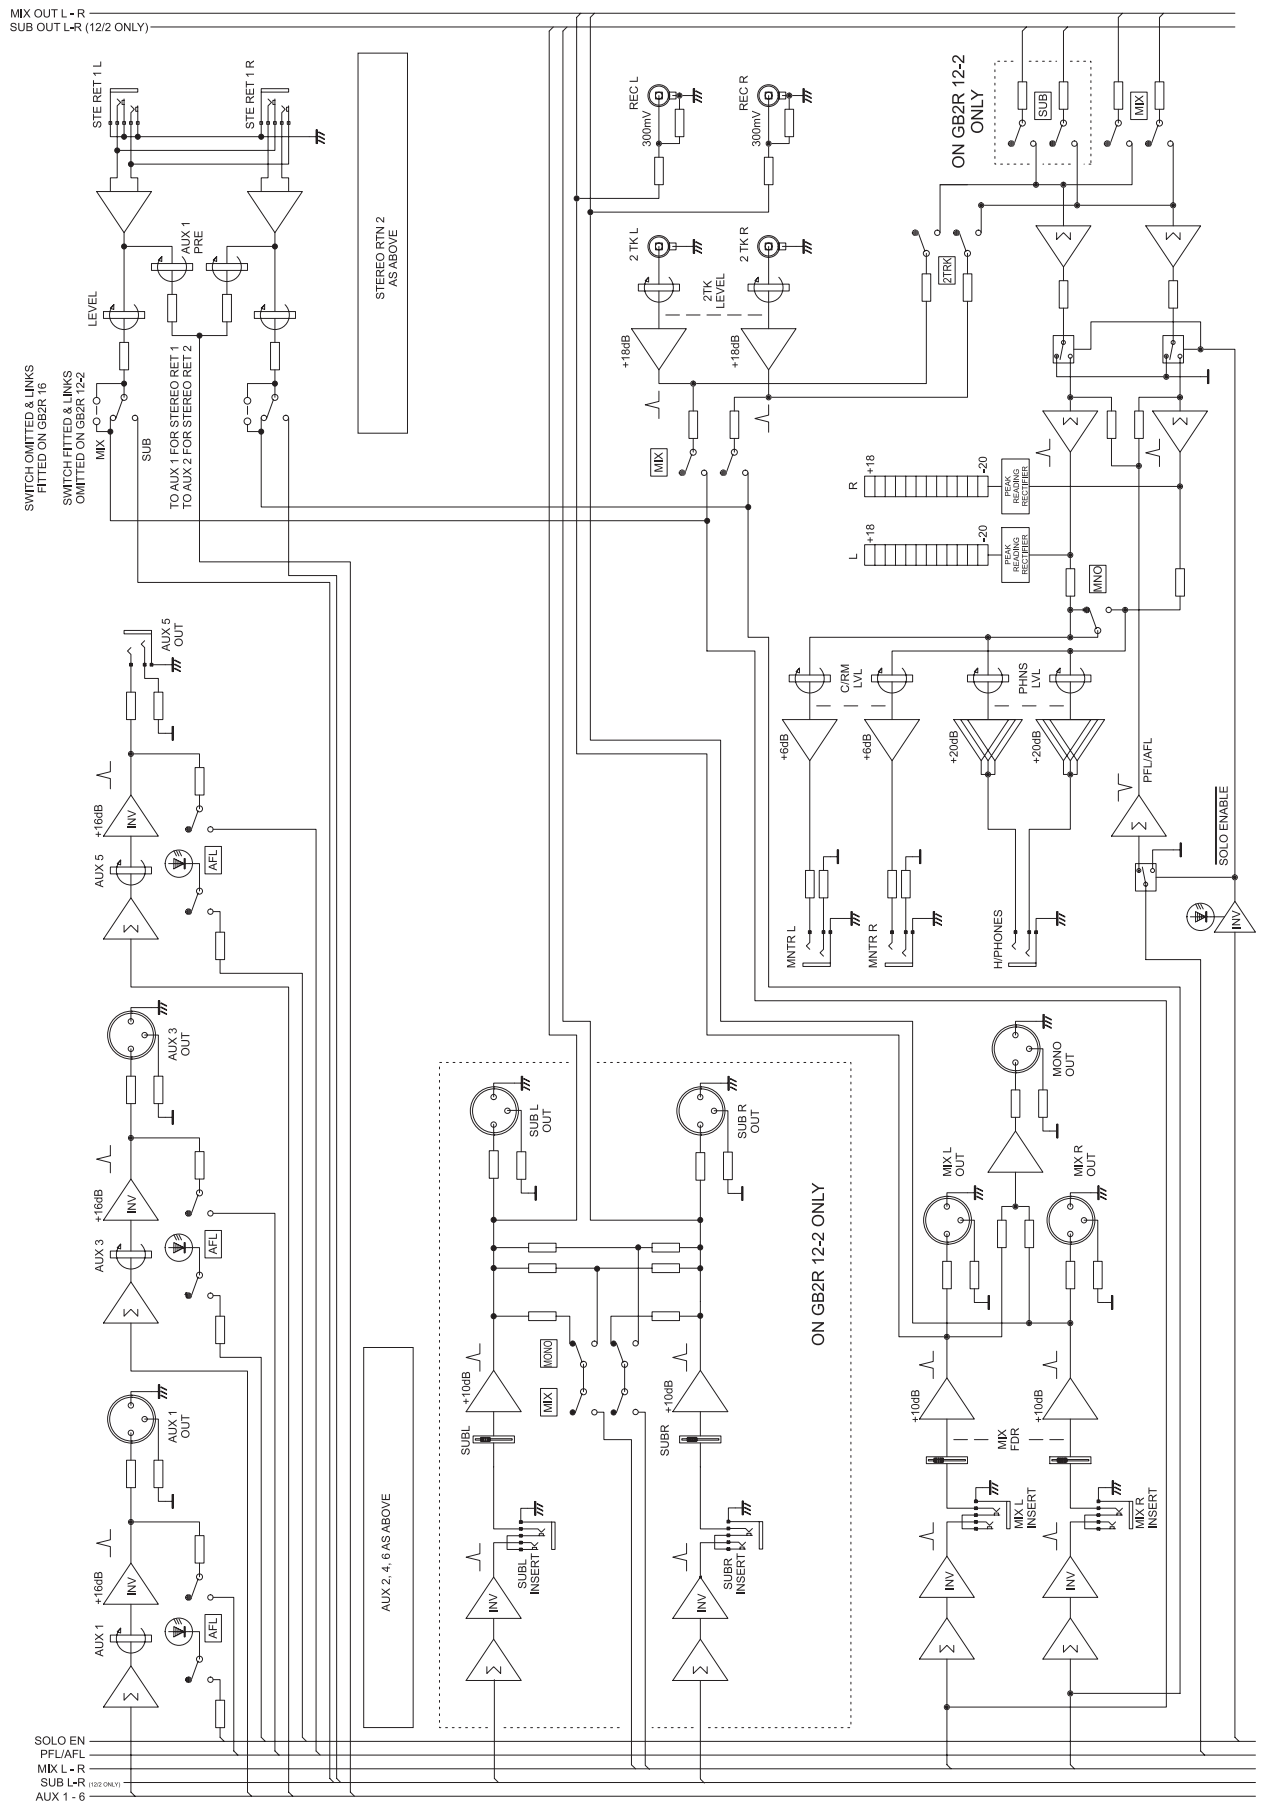 MIX OUT L - R
SUB OUT L-R (12/2 ONLY)
STE RET 1 L
STE RET 1 R
AUX 1
PRE
LEVEL
SWITCH OMITTED & LINKS
FITTED ON GB2R 16
SWITCH FITTED & LINKS
OMITTED ON GB2R 12-2
MIX
SUB
TO AUX 1 FOR STEREO RET 1
TO AUX 2 FOR STEREO RET 2
STEREO RTN 2
AS ABOVE
REC L
300mV
REC R
300mV
2 TK L
2 TK R
2TK
LEVEL
+18dB
+18dB
MIX
2TRK
ON GB2R 12-2
ONLY
SUB
MIX
Σ
Σ
R
+18
-20
PEAK
READING
RECTIFIER
L
+18
-20
PEAK
READING
RECTIFIER
MNO
C/RM
LVL
PHNS
LVL
+6dB
+6dB
+20dB
+20dB
PFL/AFL
Σ
SOLO ENABLE
INV
MNTR L
MNTR R
H/PHONES
AUX 5
OUT
+16dB
INV
AUX 5
AFL
Σ
AUX 3
OUT
+16dB
INV
AUX 3
AFL
Σ
AUX 1
OUT
+16dB
INV
AUX 1
AFL
Σ
AUX 2, 4, 6 AS ABOVE
SUB L
OUT
SUB R
OUT
ON GB2R 12-2 ONLY
MONO
MIX
+10dB
+10dB
SUBL
SUBR
SUBL
INSERT
SUBR
INSERT
INV
INV
Σ
Σ
MONO
OUT
MIX L
OUT
MIX R
OUT
+10dB
+10dB
MIX
FDR
MIX L
INSERT
MIX R
INSERT
INV
INV
Σ
Σ
SOLO EN
PFL/AFL
MIX L - R
SUB L-R (12/2 ONLY)
AUX 1 - 6